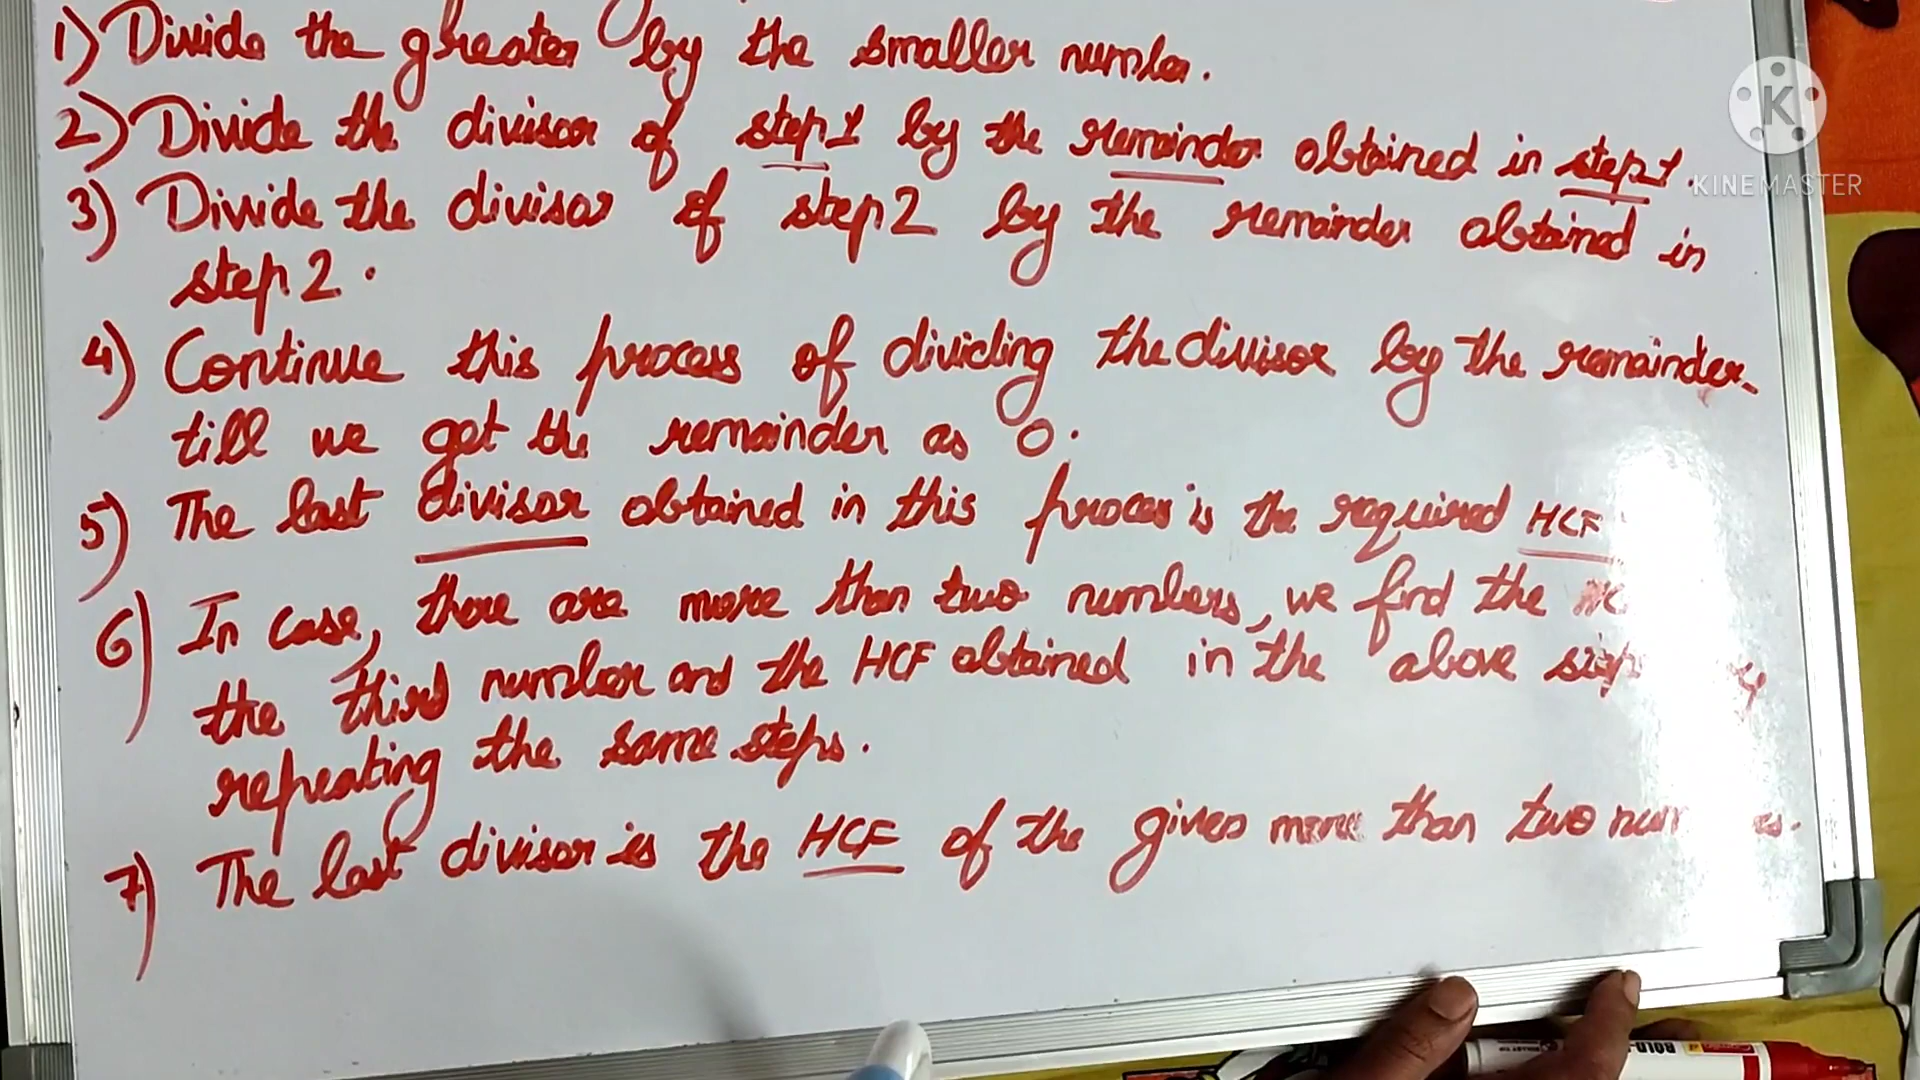 1) Divide the greater by the smaller number.
2) Divide the divisor of step 1 by the remainder obtained in step 1.
KINEMASTER
3) Divide the divisor of step 2 by the remainder obtained in
step 2.
4) Continue this process of dividing the divisor by the remainder
till we get the remainder as 0.
5) The last divisor obtained in this process is the required HCF
6) In case, there are more than two numbers, we find the
the third number and the HCF obtained in the above
repeating the same steps.
7) The last divisor is the HCF of the given more than two
BOLD